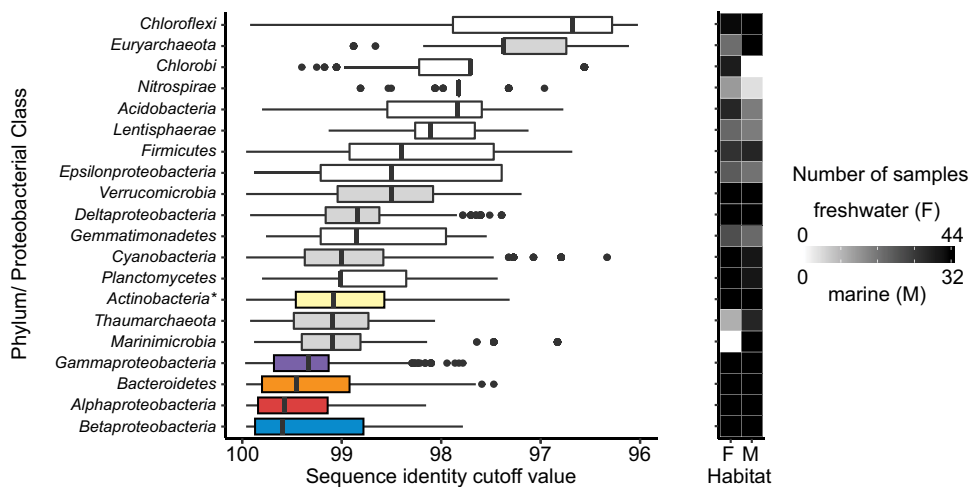 Phylum/ Proteobacterial Class
Chloroflexi
Euryarchaeota
Chlorobi
Nitrospirae
Acidobacteria
Lentisphaerae
Firmicutes
Epsilonproteobacteria
Verrucomicrobia
Deltaproteobacteria
Gemmatimonadetes
Cyanobacteria
Planctomycetes
Actinobacteria*
Thaumarchaeota
Marinimicrobia
Gammaproteobacteria
Bacteroidetes
Alphaproteobacteria
Betaproteobacteria
100 99 98 97 96
Sequence identity cutoff value
F M
Habitat
Number of samples
freshwater (F)
0 44
0 32
marine (M)